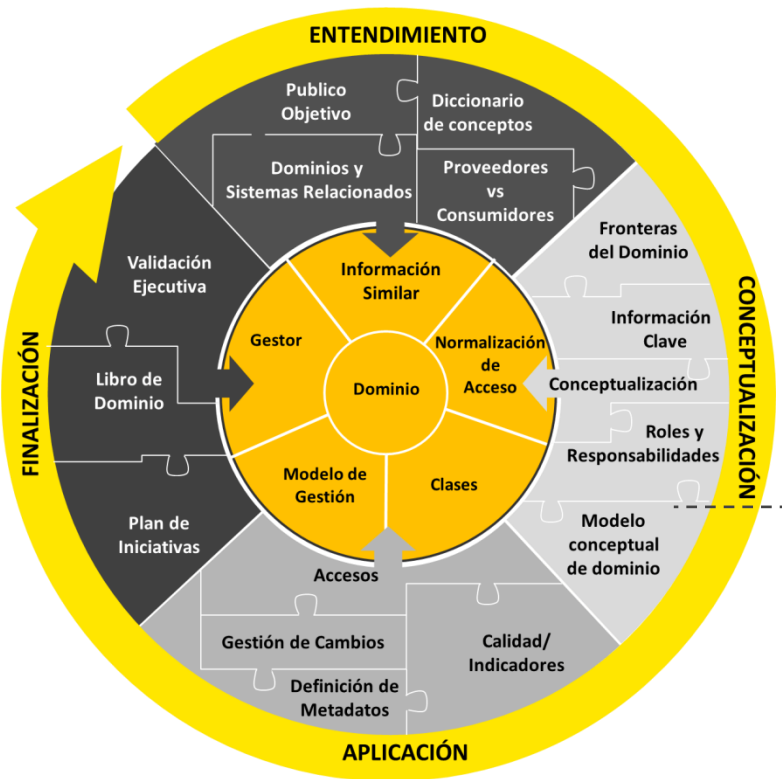 ENTENDIMIENTO
Publico
Objetivo
Diccionario
de conceptos
Dominios y
Sistemas Relacionados
Proveedores
vs
Consumidores
CONCEPTUALIZACIÓN
Fronteras
del Dominio
Información
Clave
Conceptualización
Roles y
Responsabilidades
Modelo
conceptual
de dominio
APLICACIÓN
Accesos
Gestión de Cambios
Definición de
Metadatos
Calidad/
Indicadores
FINALIZACIÓN
Validación
Ejecutiva
Libro de
Dominio
Plan de
Iniciativas
Información
Similar
Normalización
de
Acceso
Clases
Modelo de
Gestión
Gestor
Dominio